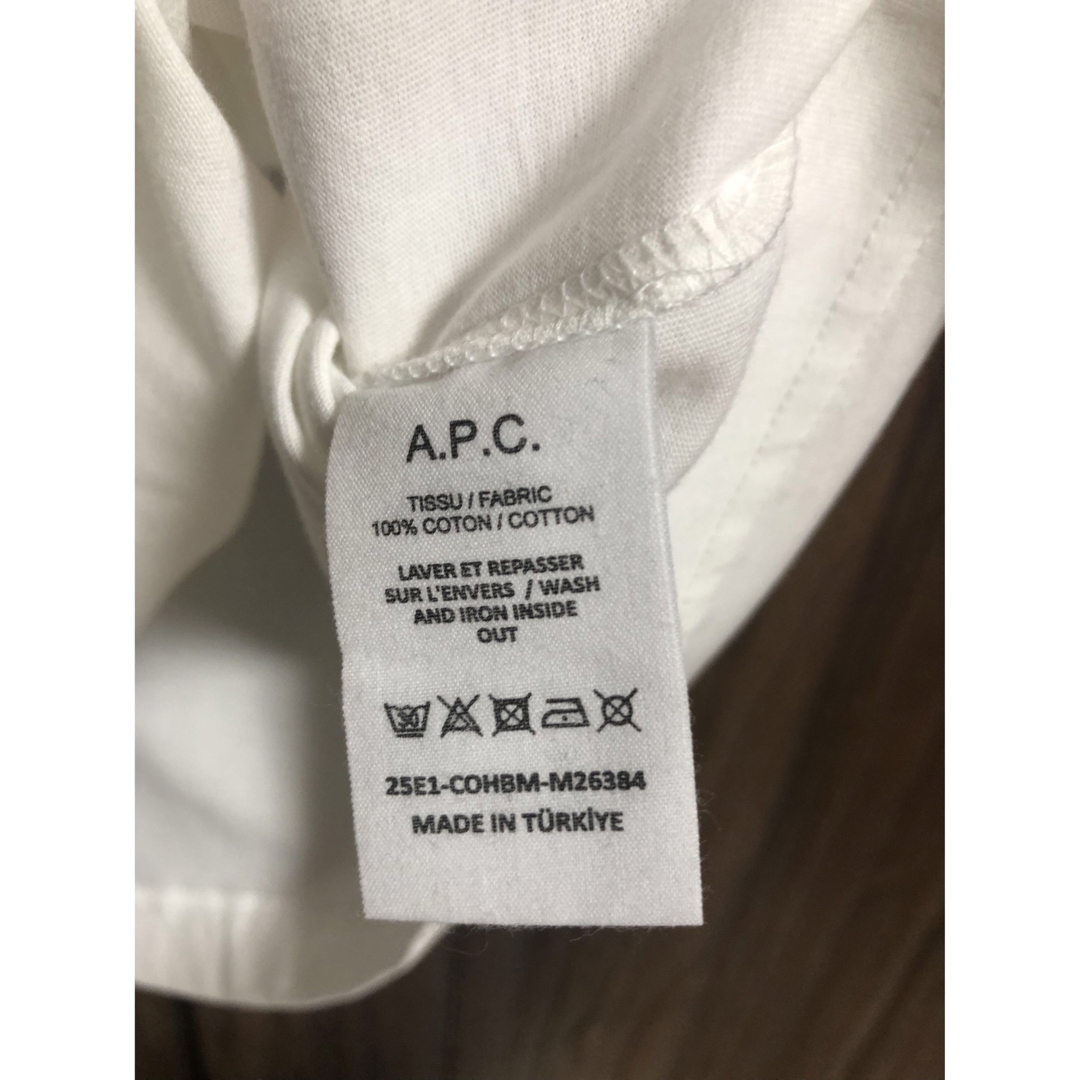 A.P.C.
TISSU / FABRIC
100% COTON / COTTON
LAVER ET REPASSER
SUR L'ENVERS / WASH
AND IRON INSIDE
OUT
30
25E1-COHBM-M26384
MADE IN TÜRKİYE